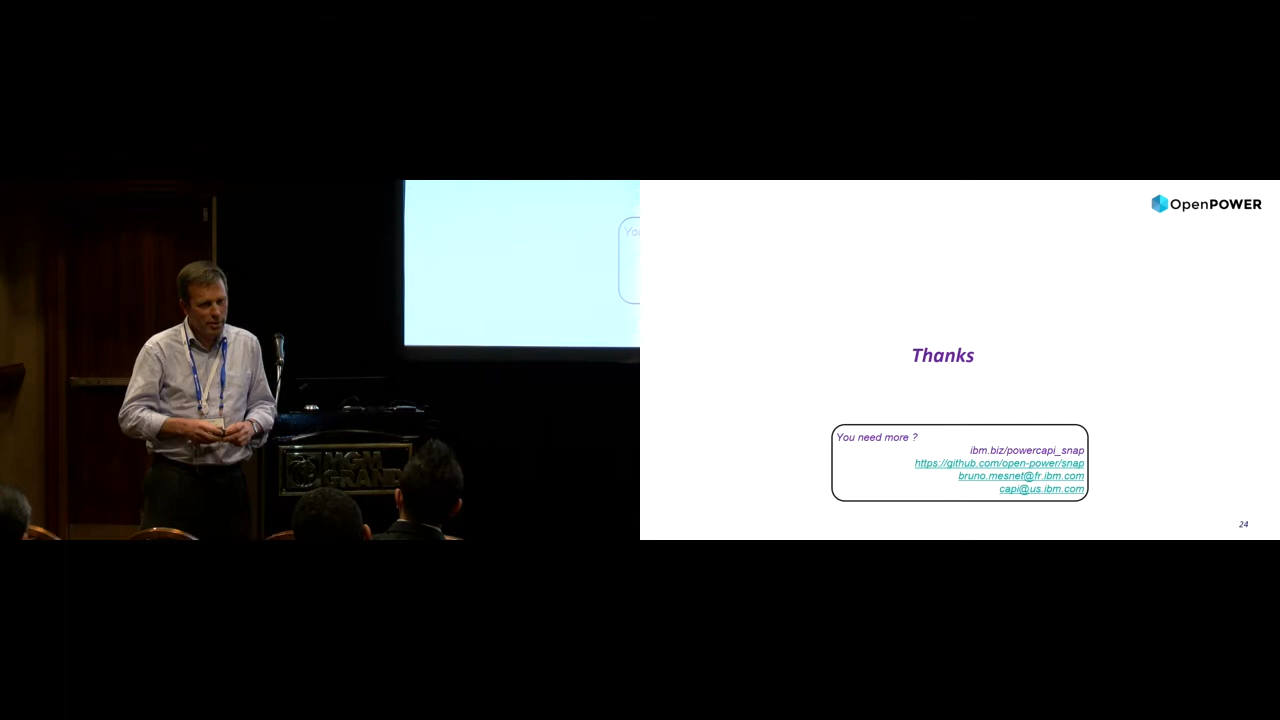 MGM
GRAND
You
OpenPOWER
Thanks
You need more ?
ibm.biz/powercapi_snap
https://github.com/open-power/snap
bruno.mesnet@fr.ibm.com
capi@us.ibm.com
24